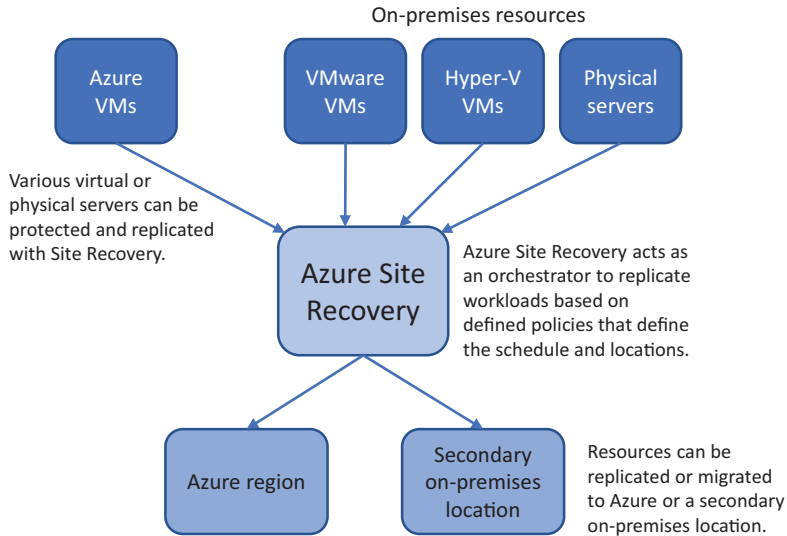 On-premises resources
Azure
VMs
VMware
VMs
Hyper-V
VMs
Physical
servers
Various virtual or
physical servers can be
protected and replicated
with Site Recovery.
Azure Site
Recovery
Azure Site Recovery acts as
an orchestrator to replicate
workloads based on
defined policies that define
the schedule and locations.
Azure region
Secondary
on-premises
location
Resources can be
replicated or migrated
to Azure or a secondary
on-premises location.